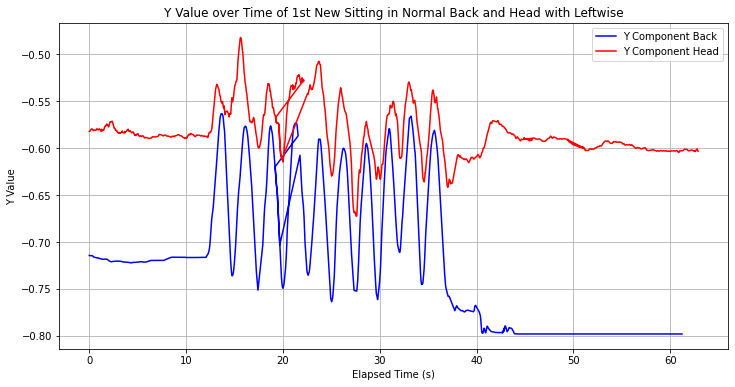 Y Value over Time of 1st New Sitting in Normal Back and Head with Leftwise
Y Component Back
Y Component Head
−0.50
−0.55
−0.60
−0.65
−0.70
−0.75
−0.80
Y Value
0 10 20 30 40 50 60
Elapsed Time (s)